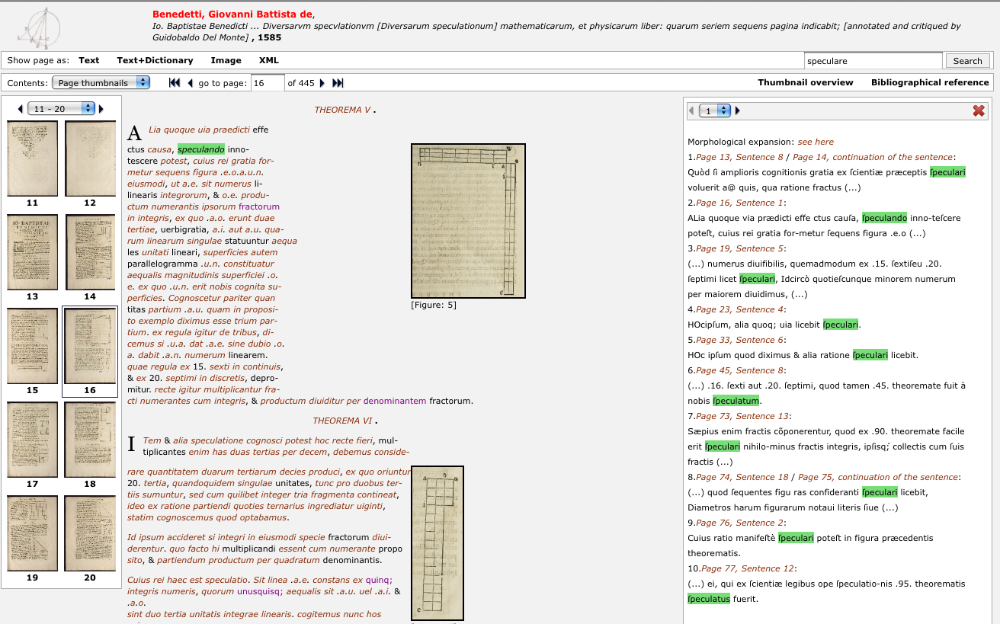 Benedetti, Giovanni Battista de,
Io. Baptistae Benedicti ... Diversarvm specvlationvm [Diversarum speculationum] mathematicarum, et physicarum liber: quarum seriem sequens pagina indicabit; [annotated and critiqued by
Guidobaldo Del Monte] , 1585
Show page as: Text Text+Dictionary Image XML
speculare Search
Contents: Page thumbnails go to page: 16 of 445
Thumbnail overview Bibliographical reference
11 - 20
11 12
13 14
15 16
17 18
19 20
THEOREMA V .
A Lia quoque uia praedicti effe
ctus causa, speculando inno-
tescere potest, cuius rei gratia for-
metur sequens figura .e.o.a.u.n.
eiusmodi, ut a.e. sit numerus li-
linearis integrorum, & o.e. produ-
ctum numerantis ipsorum fractorum
in integris, ex quo .a.o. erunt duae
tertiae, uerbigratia, a.i. aut a.u. qua-
rum linearum singulae statuuntur aequa
les unitati lineari, superficies autem
parallelogramma .u.n. constituatur
aequalis magnitudinis superficiei .o.
e. ex quo .u.n. erit nobis cognita su-
perficies. Cognoscetur pariter quan
titas partium .a.u. quam in proposi-
to exemplo diximus esse trium par-
tium. ex regula igitur de tribus, di-
cemus si .u.a. dat .a.e. sine dubio .o.
a. dabit .a.n. numerum linearem.
quae regula ex 15. sexti in continuis,
& ex 20. septimi in discretis, depro-
mitur. recte igitur multiplicantur fra-
cti numerantes cum integris, & productum diuiditur per denominantem fractorum.
[Figure: 5]
THEOREMA VI .
I Tem & alia speculatione cognosci potest hoc recte fieri, mul-
tiplicantes enim has duas tertias per decem, debemus conside-
rare quantitatem duarum tertiarum decies produci, ex quo oriuntur
20. tertia, quandoquidem singulae unitates, tunc pro duobus ter-
tiis sumuntur, sed cum quilibet integer tria fragmenta contineat,
ideo ex ratione partiendi quoties ternarius ingrediatur uiginti,
statim cognoscemus quod optabamus.
Id ipsum accideret si integri in eiusmodi specie fractorum diui-
derentur. quo facto hi multiplicandi essent cum numerante propo
sito, & partiendum productum per quadratum denominantis.
Cuius rei haec est speculatio. Sit linea .a.e. constans ex quinq;
integris numeris, quorum unusquisq; aequalis sit .a.u. uel .a.i. &
.a.o.
sint duo tertia unitatis integrae linearis. cogitemus nunc hos
1
Morphological expansion: see here
1.Page 13, Sentence 8 / Page 14, continuation of the sentence:
Quòd ſi amplioris cognitionis gratia ex ſcientiæ præceptis ſpeculari
voluerit a@ quis, qua ratione fractus (...)
2.Page 16, Sentence 1:
ALia quoque via prædicti effe ctus cauſa, ſpeculando inno-teſcere
poteſt, cuius rei gratia for-metur ſequens figura .e.o (...)
3.Page 19, Sentence 5:
(...) numerus diuiſibilis, quemadmodum ex .15. ſextiſeu .20.
ſeptimi licet ſpeculari, Idcircò quotieſcunque minorem numerum
per maiorem diuidimus, (...)
4.Page 23, Sentence 4:
HOcipſum, alia quoq; uia licebit ſpeculari.
5.Page 33, Sentence 6:
HOc ipſum quod diximus & alia ratione ſpeculari licebit.
6.Page 45, Sentence 8:
(...) .16. ſexti aut .20. ſeptimi, quod tamen .45. theoremate fuit à
nobis ſpeculatum.
7.Page 73, Sentence 13:
Sæpius enim fractis cõponerentur, quod ex .90. theoremate facile
erit ſpeculari nihilo-minus fractis integris, ipſisq́; collectis cum ſuis
fractis (...)
8.Page 74, Sentence 18 / Page 75, continuation of the sentence:
(...) quod ſequentes figu ras conſideranti ſpeculari licebit,
Diametros harum figurarum notaui literis ſiue (...)
9.Page 76, Sentence 2:
Cuius ratio manifeſtè ſpeculari poteſt in figura præcedentis
theorematis.
10.Page 77, Sentence 12:
(...) ei, qui ex ſcientiæ legibus ope ſpeculatio-nis .95. theorematis
ſpeculatus fuerit.